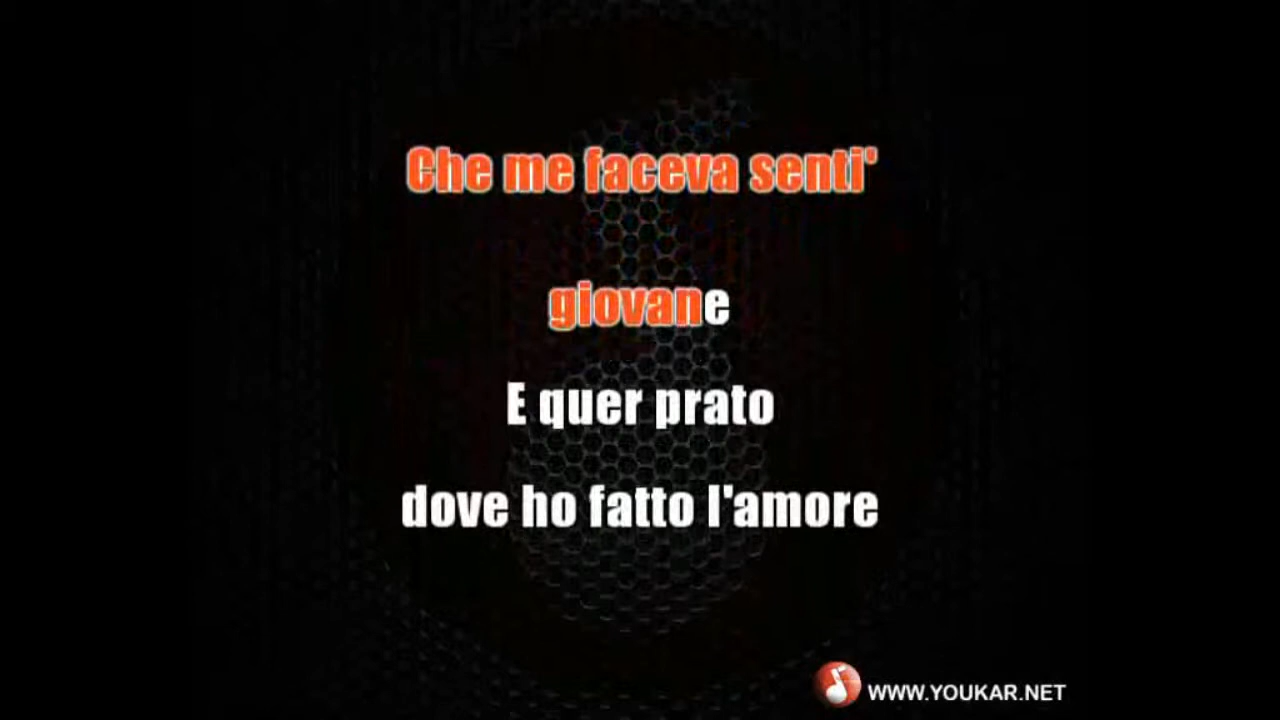 Che me faceva senti'
giovane
E quer prato
dove ho fatto l'amore
WWW.YOUKAR.NET